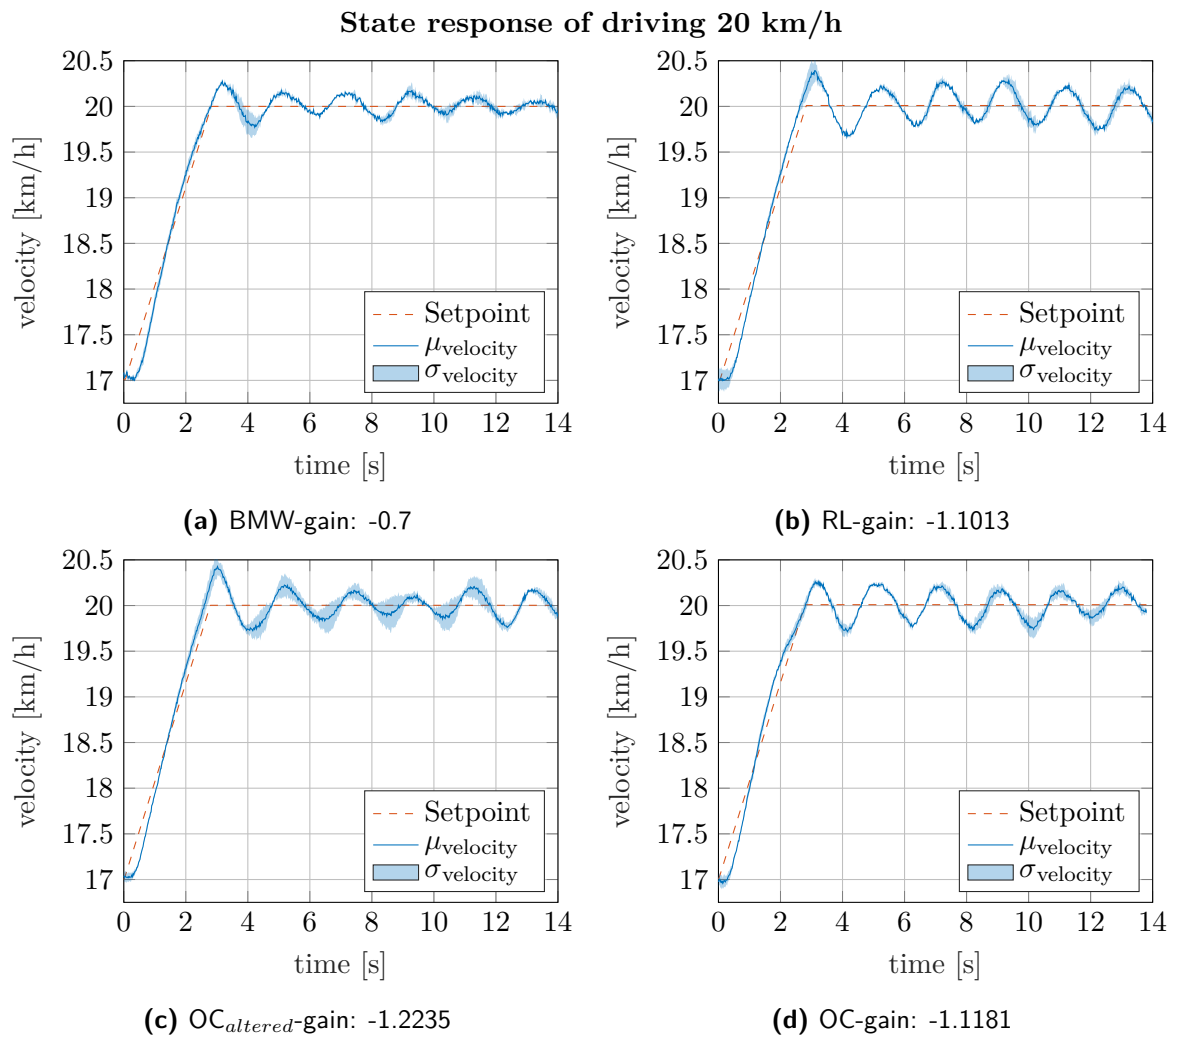 State response of driving 20 km/h
20.5
20
19.5
19
18.5
18
17.5
17
velocity [km/h]
Setpoint
μvelocity
σvelocity
0 2 4 6 8 10 12 14
time [s]
(a) BMW-gain: -0.7
20.5
20
19.5
19
18.5
18
17.5
17
velocity [km/h]
Setpoint
μvelocity
σvelocity
0 2 4 6 8 10 12 14
time [s]
(b) RL-gain: -1.1013
20.5
20
19.5
19
18.5
18
17.5
17
velocity [km/h]
Setpoint
μvelocity
σvelocity
0 2 4 6 8 10 12 14
time [s]
(c) OCaltered-gain: -1.2235
20.5
20
19.5
19
18.5
18
17.5
17
velocity [km/h]
Setpoint
μvelocity
σvelocity
0 2 4 6 8 10 12 14
time [s]
(d) OC-gain: -1.1181